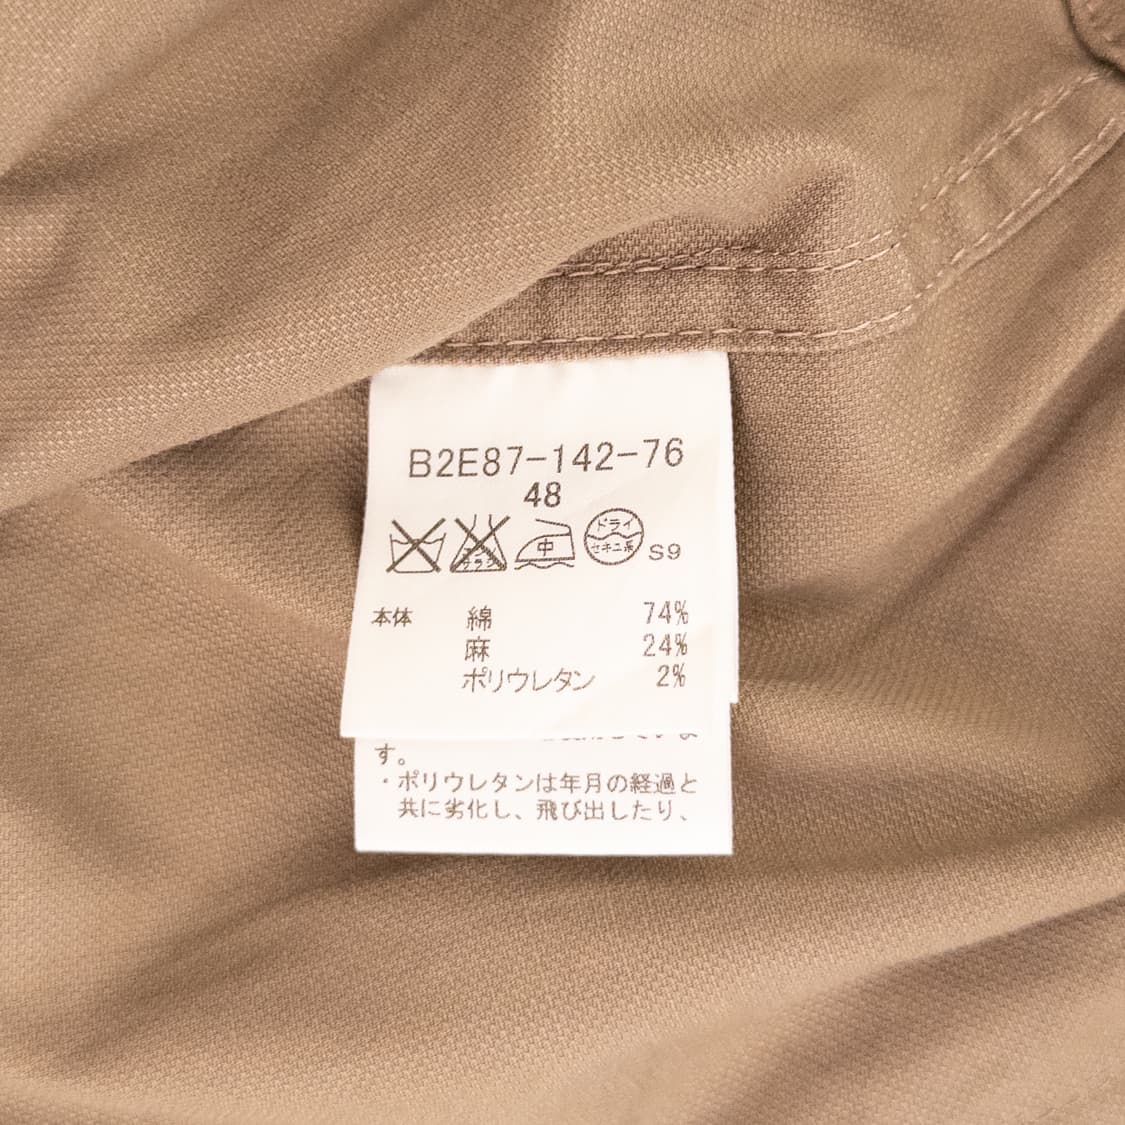 B2E87-142-76
48
中
ドライ
セキユ系
S9
本体 綿 74%
麻 24%
ポリウレタン 2%
す。
・ポリウレタンは年月の経過と
共に劣化し、飛び出したり、